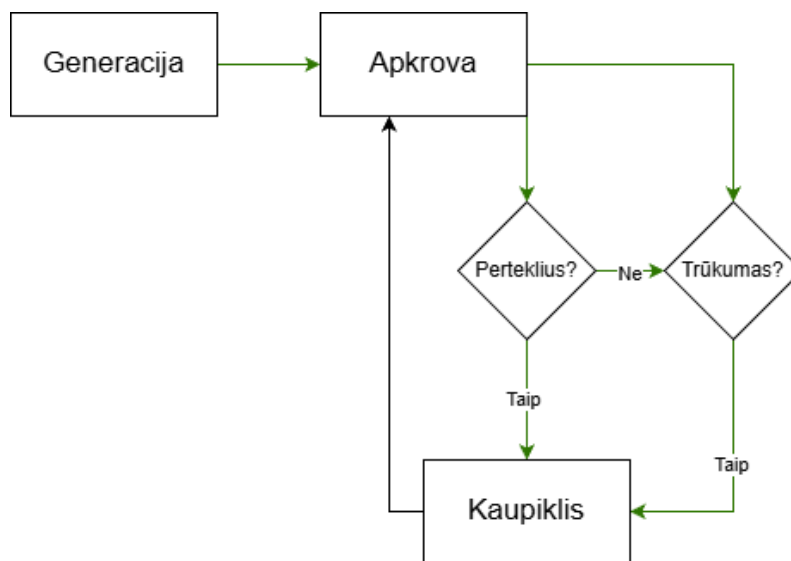 Generacija
Apkrova
Perteklius?
Ne
Trūkumas?
Taip
Taip
Kaupiklis